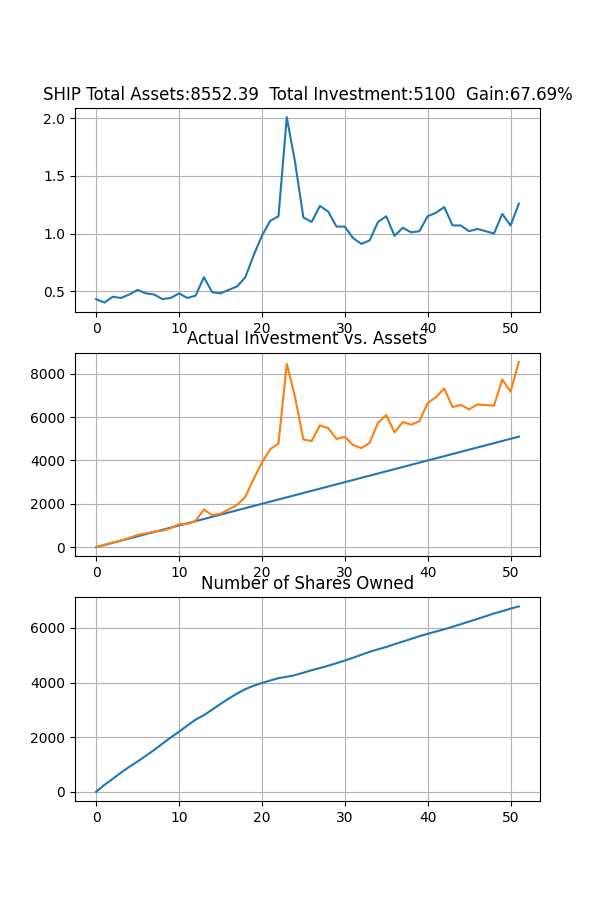 SHIP Total Assets:8552.39  Total Investment:5100  Gain:67.69%
2.0
1.5
1.0
0.5
0 10 20 30 40 50
Actual Investment vs. Assets
8000
6000
4000
2000
0
0 10 20 30 40 50
Number of Shares Owned
6000
4000
2000
0
0 10 20 30 40 50